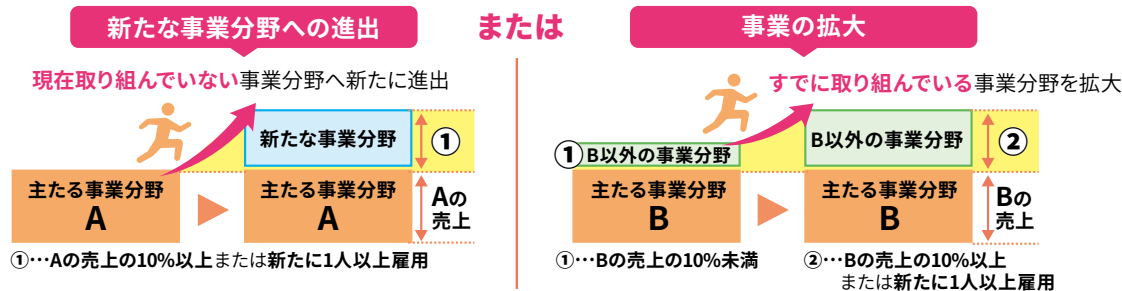 新たな事業分野への進出
または
事業の拡大
現在取り組んでいない事業分野へ新たに進出
新たな事業分野
①
主たる事業分野
A
主たる事業分野
A
Aの
売上
①…Aの売上の10%以上または新たに1人以上雇用
すでに取り組んでいる事業分野を拡大
①B以外の事業分野
B以外の事業分野
②
主たる事業分野
B
主たる事業分野
B
Bの
売上
①…Bの売上の10%未満
②…Bの売上の10%以上
または新たに1人以上雇用